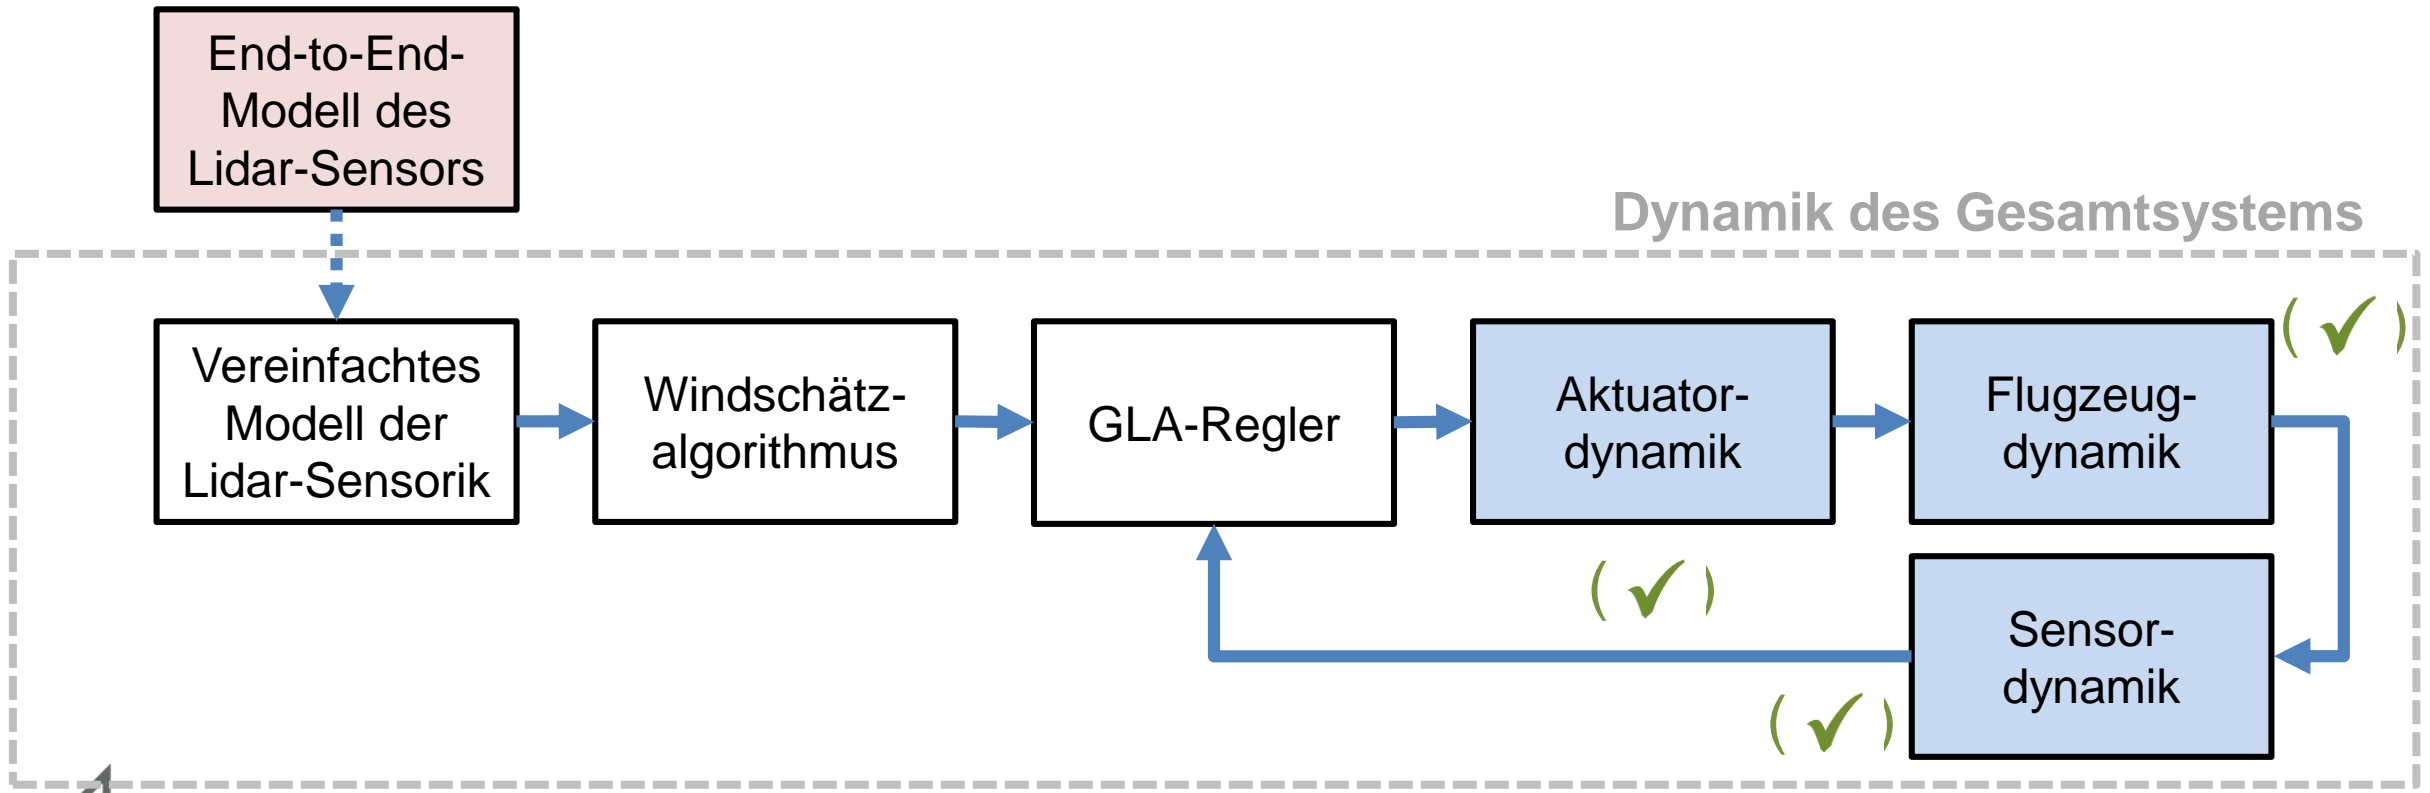 End-to-End-
Modell des
Lidar-Sensors
Dynamik des Gesamtsystems
Vereinfachtes
Modell der
Lidar-Sensorik
Windschätz-
algorithmus
GLA-Regler
Aktuator-
dynamik
Flugzeug-
dynamik
(✓)
(✓)
Sensor-
dynamik
(✓)